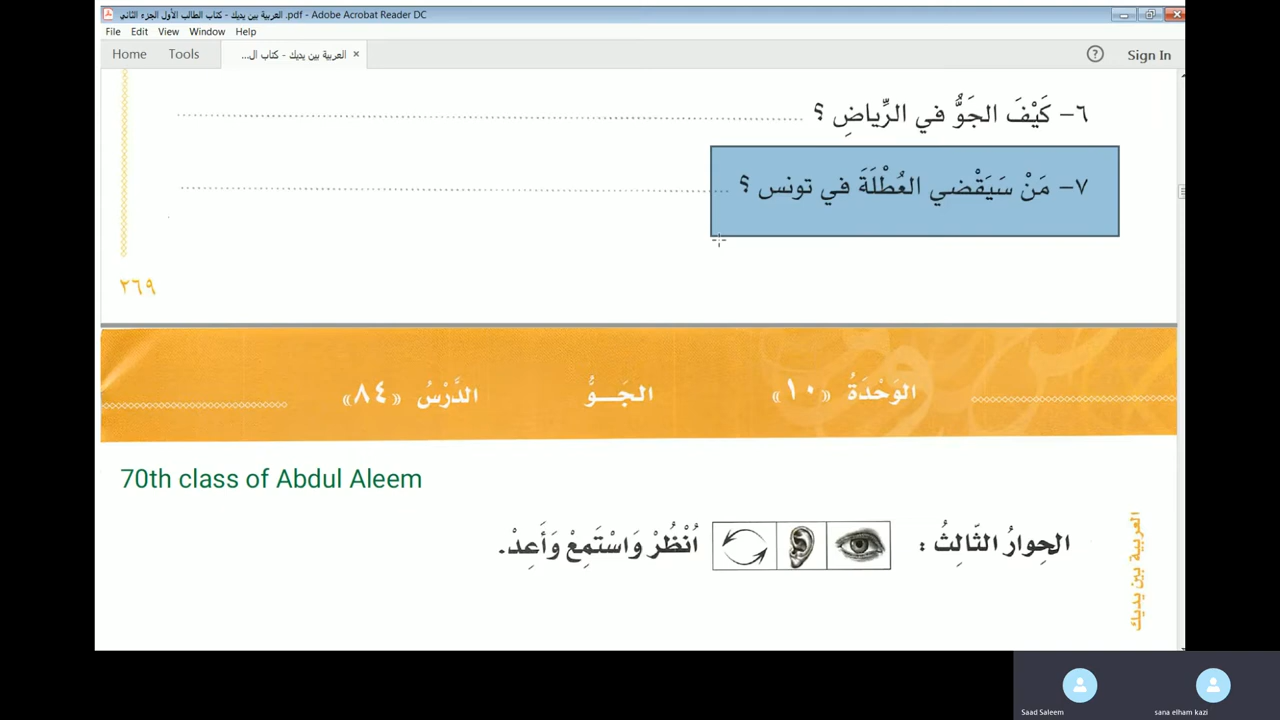 العربية بين يديك - كتاب الطالب الأول الجزء الثاني .pdf - Adobe Acrobat Reader DC
File Edit View Window Help
Home Tools العربية بين يديك - كتاب ال... × ? Sign In
٦- كَيْفَ الجَوُّ في الرِّياضِ ؟
٧- مَنْ سَيَقْضي العُطْلَةَ في تونس ؟
٣٦٩
الوَحْدَةُ «١٠» الجَـــوُّ الدَّرْسُ «٨٤»
70th class of Abdul Aleem
الحِوارُ الثّالِثُ : اُنْظُرْ وَاسْتَمِعْ وَأَعِدْ.
العربية بين يديك
Saad Saleem
sana elham kazi